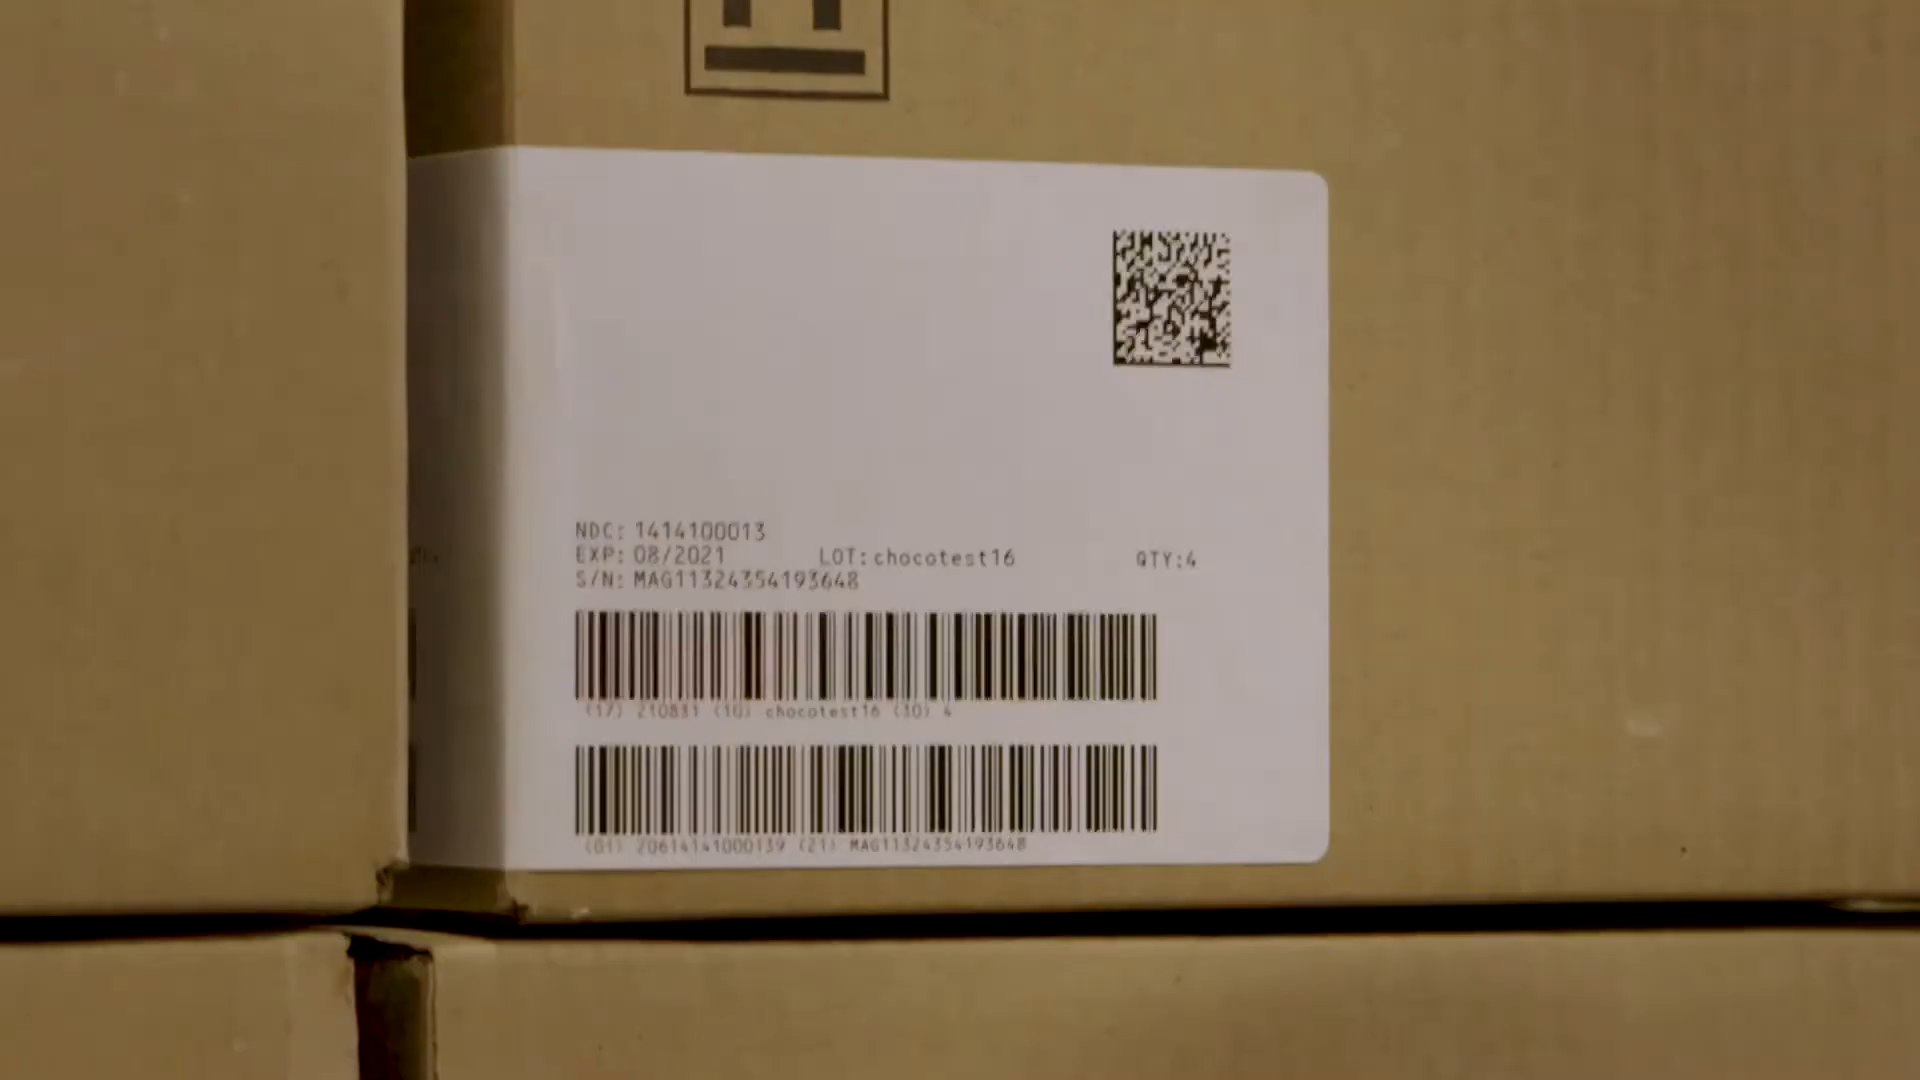 NDC: 1414100013
EXP: 08/2021 LOT: chocotest16 QTY:4
S/N: MAG11324354193648
(17) 210831 (10) chocotest16 (30) 4
(01) 20614141000139 (21) MAG11324354193648